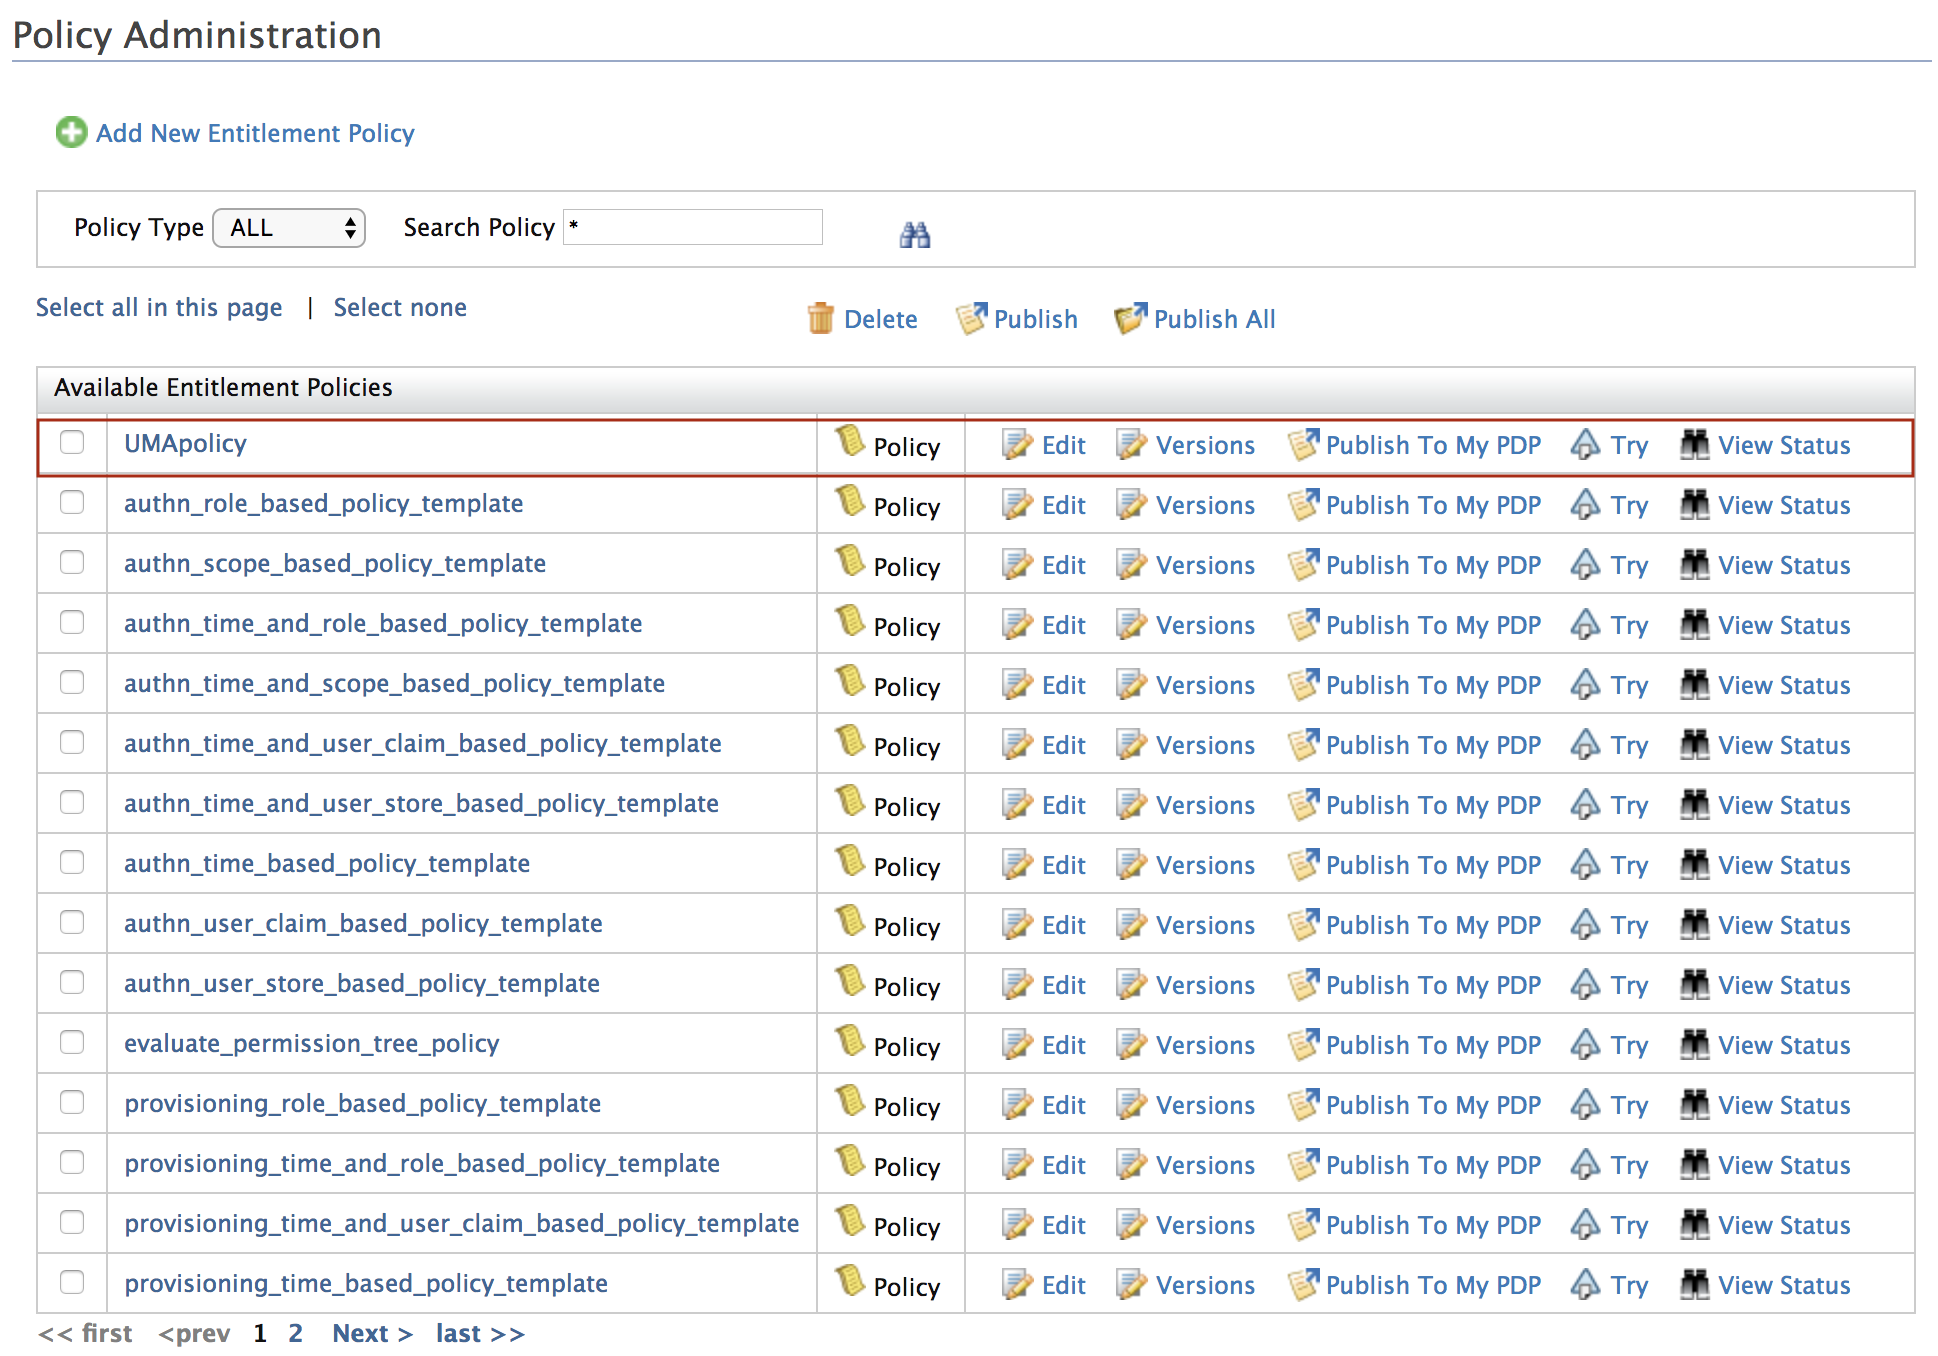 Policy Administration
Add New Entitlement Policy
Policy Type ALL Search Policy *
Select all in this page | Select none Delete Publish Publish All
Available Entitlement Policies
UMApolicy Policy Edit Versions Publish To My PDP Try View Status
authn_role_based_policy_template Policy Edit Versions Publish To My PDP Try View Status
authn_scope_based_policy_template Policy Edit Versions Publish To My PDP Try View Status
authn_time_and_role_based_policy_template Policy Edit Versions Publish To My PDP Try View Status
authn_time_and_scope_based_policy_template Policy Edit Versions Publish To My PDP Try View Status
authn_time_and_user_claim_based_policy_template Policy Edit Versions Publish To My PDP Try View Status
authn_time_and_user_store_based_policy_template Policy Edit Versions Publish To My PDP Try View Status
authn_time_based_policy_template Policy Edit Versions Publish To My PDP Try View Status
authn_user_claim_based_policy_template Policy Edit Versions Publish To My PDP Try View Status
authn_user_store_based_policy_template Policy Edit Versions Publish To My PDP Try View Status
evaluate_permission_tree_policy Policy Edit Versions Publish To My PDP Try View Status
provisioning_role_based_policy_template Policy Edit Versions Publish To My PDP Try View Status
provisioning_time_and_role_based_policy_template Policy Edit Versions Publish To My PDP Try View Status
provisioning_time_and_user_claim_based_policy_template Policy Edit Versions Publish To My PDP Try View Status
provisioning_time_based_policy_template Policy Edit Versions Publish To My PDP Try View Status
<< first <prev 1 2 Next > last >>